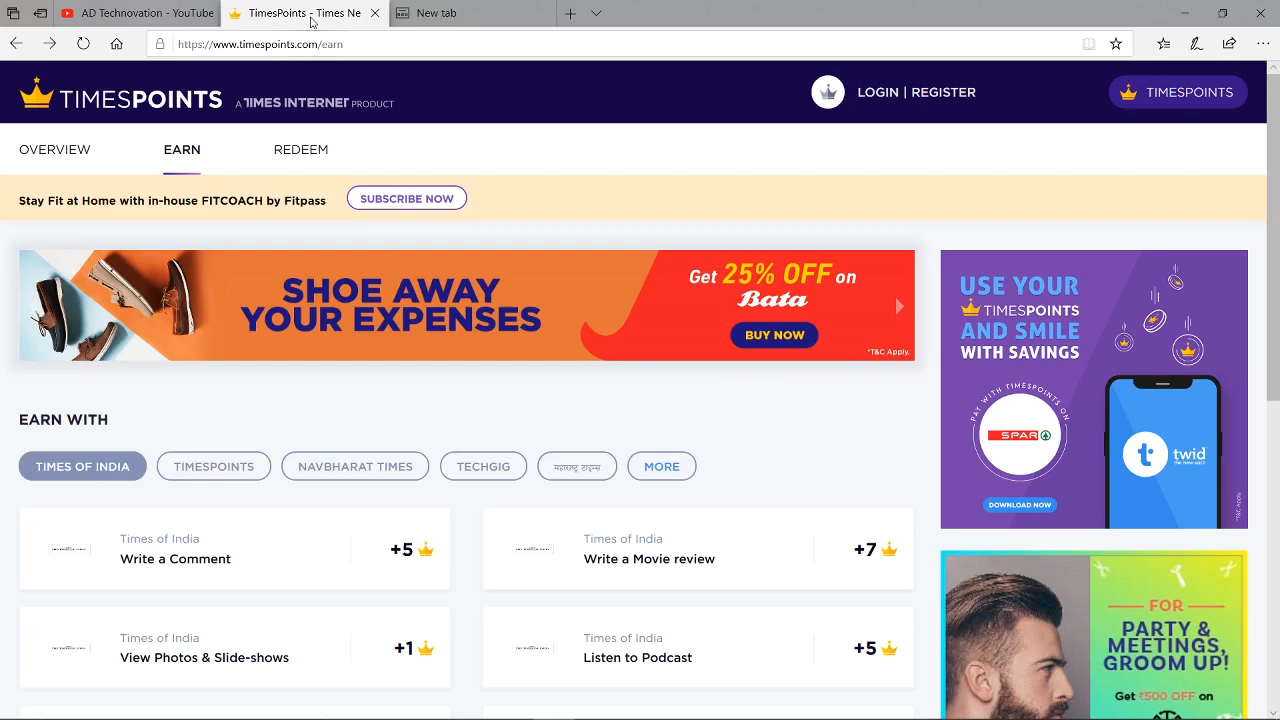 AD Technovation - YouTube
TimesPoints - Times Ne
New tab
https://www.timespoints.com/earn
TIMESPOINTS
A TIMES INTERNET PRODUCT
LOGIN | REGISTER
TIMESPOINTS
OVERVIEW
EARN
REDEEM
Stay Fit at Home with in-house FITCOACH by Fitpass
SUBSCRIBE NOW
SHOE AWAY
YOUR EXPENSES
Get 25% OFF on
Bata
BUY NOW
*T&C Apply.
USE YOUR
TIMESPOINTS
AND SMILE
WITH SAVINGS
PAY WITH TIMESPOINTS ON
SPAR
t
twid
the new cash
DOWNLOAD NOW
*T&C Apply
EARN WITH
TIMES OF INDIA
TIMESPOINTS
NAVBHARAT TIMES
TECHGIG
महाराष्ट्र टाइम्स
MORE
Times of India
Write a Comment
+5
Times of India
Write a Movie review
+7
Times of India
View Photos & Slide-shows
+1
Times of India
Listen to Podcast
+5
FOR
PARTY &
MEETINGS,
GROOM UP!
Get ₹500 OFF on